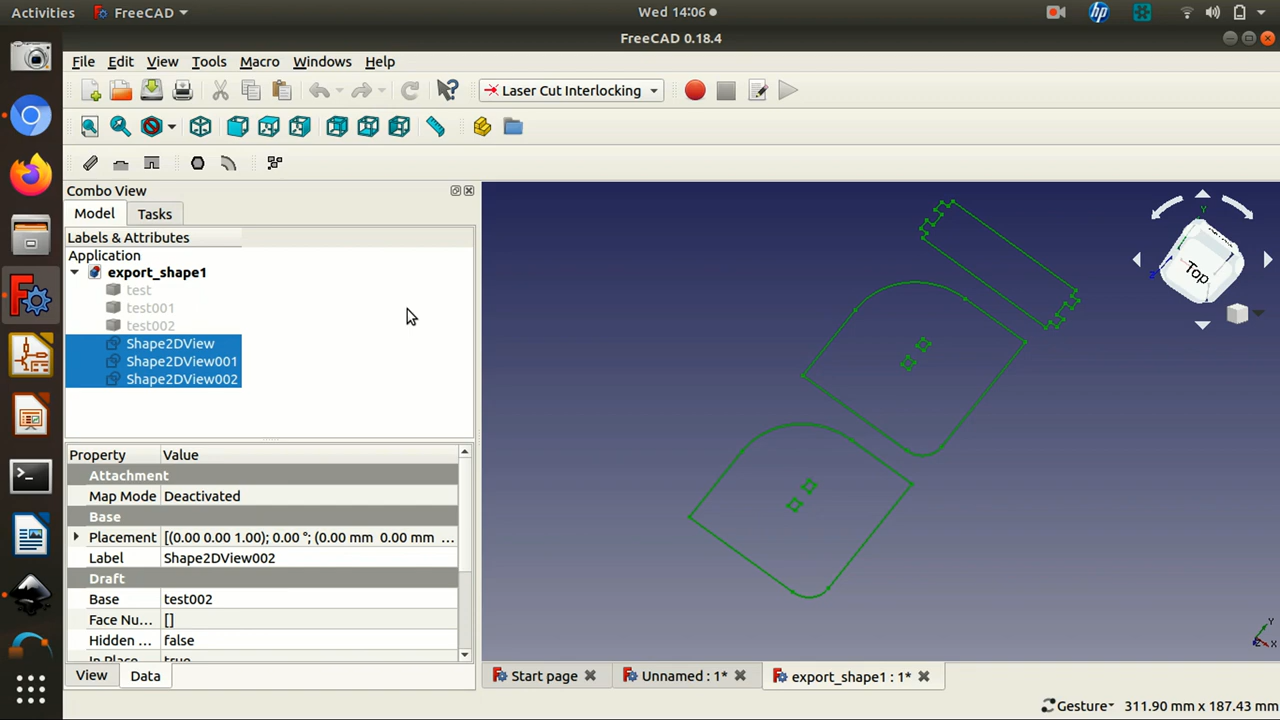 Activities FreeCAD Wed 14:06
FreeCAD 0.18.4
File Edit View Tools Macro Windows Help
Laser Cut Interlocking
Combo View
Model Tasks
Labels & Attributes
Application
export_shape1
test
test001
test002
Shape2DView
Shape2DView001
Shape2DView002
Property Value
Attachment
Map Mode Deactivated
Base
Placement [(0.00 0.00 1.00); 0.00 °; (0.00 mm 0.00 mm ...
Label Shape2DView002
Draft
Base test002
Face Nu... []
Hidden ... false
In Place true
View Data
Top
Y
Z
Y
X
Start page Unnamed : 1* export_shape1 : 1*
Gesture 311.90 mm x 187.43 mm